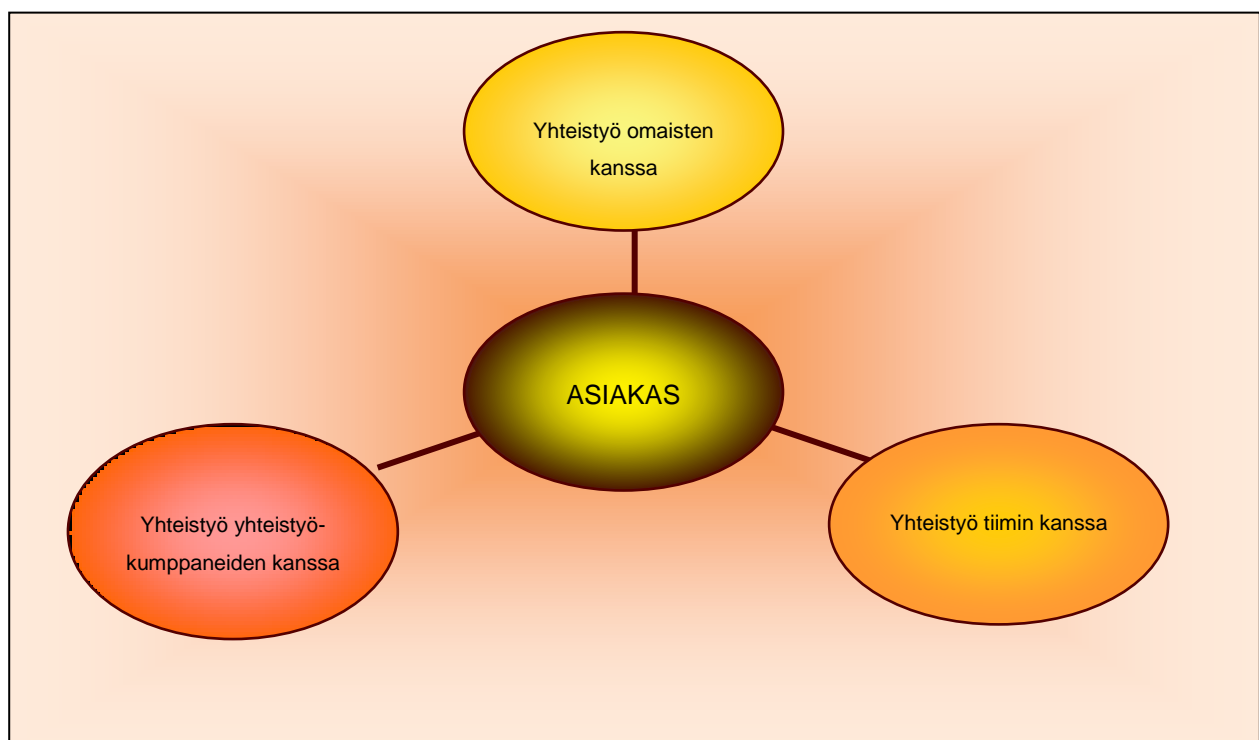 Yhteistyö omaisten
kanssa
ASIAKAS
Yhteistyö yhteistyö-
kumppaneiden kanssa
Yhteistyö tiimin kanssa